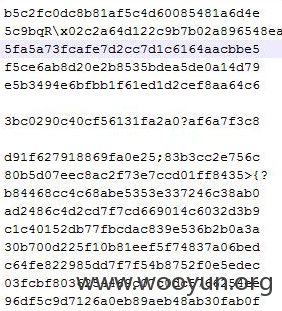 b5c2fc0dc8b81af5c4d60085481a6d4e
5c9bqR\x02c2a64d122c9b7b02a896548ea
5fa5a73fcafe7d2cc7d1c6164aacbbe5
f5ce6ab8d20e2b8535bdea5de0a14d79
e5b3494e6bfbb1f61ed1d2cef8aa64c6
3bc0290c40cf56131fa2a0?af6a7f3c8
d91f627918869fa0e25;83b3cc2e756c
80b5d07eec8ac2f73e7ccd01ff8435>{?
b84468cc4c68abe5353e337246c38ab0
ad2486c4d2cd7f7cd669014c6032d3b9
c1c40152db77fbcdac839e536b2b0a3a
30b700d225f10b81eef5f74837a06bed
c64fe822985dd7f7f54b8752f0e5edec
96df5c9d7126a0eb89aeb48ab30fab0f
www.wooyun.org